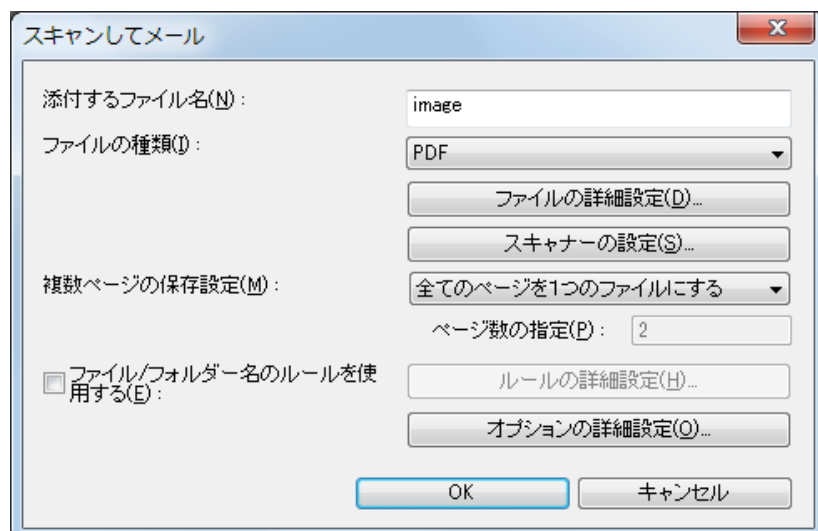 スキャンしてメール
添付するファイル名(N):
image
ファイルの種類(I):
PDF
ファイルの詳細設定(D)...
スキャナーの設定(S)...
複数ページの保存設定(M):
全てのページを1つのファイルにする
ページ数の指定(P):
2
ファイル/フォルダー名のルールを使
用する(E):
ルールの詳細設定(H)...
オプションの詳細設定(O)...
OK
キャンセル